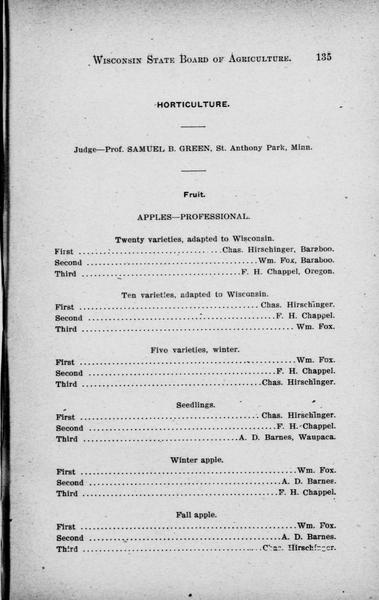 WISCONSIN STATE BOARD OF AGRICULTURE. 135
HORTICULTURE.
Judge—Prof. SAMUEL B. GREEN, St. Anthony Park, Minn.
Fruit.
APPLES—PROFESSIONAL.
Twenty varieties, adapted to Wisconsin.
First ........ Chas. Hirschinger, Baraboo.
Second ........ Wm. Fox, Baraboo.
Third ........ F. H. Chappel, Oregon.
Ten varieties, adapted to Wisconsin.
First ........ Chas. Hirschinger.
Second ........ F. H. Chappel.
Third ........ Wm. Fox.
Five varieties, winter.
First ........ Wm. Fox.
Second ........ F. H. Chappel.
Third ........ Chas. Hirschinger.
Seedlings.
First ........ Chas. Hirschinger.
Second ........ F. H. Chappel.
Third ........ A. D. Barnes, Waupaca.
Winter apple.
First ........ Wm. Fox.
Second ........ A. D. Barnes.
Third ........ F. H. Chappel.
Fall apple.
First ........ Wm. Fox.
Second ........ A. D. Barnes.
Third ........ Chas. Hirschinger.